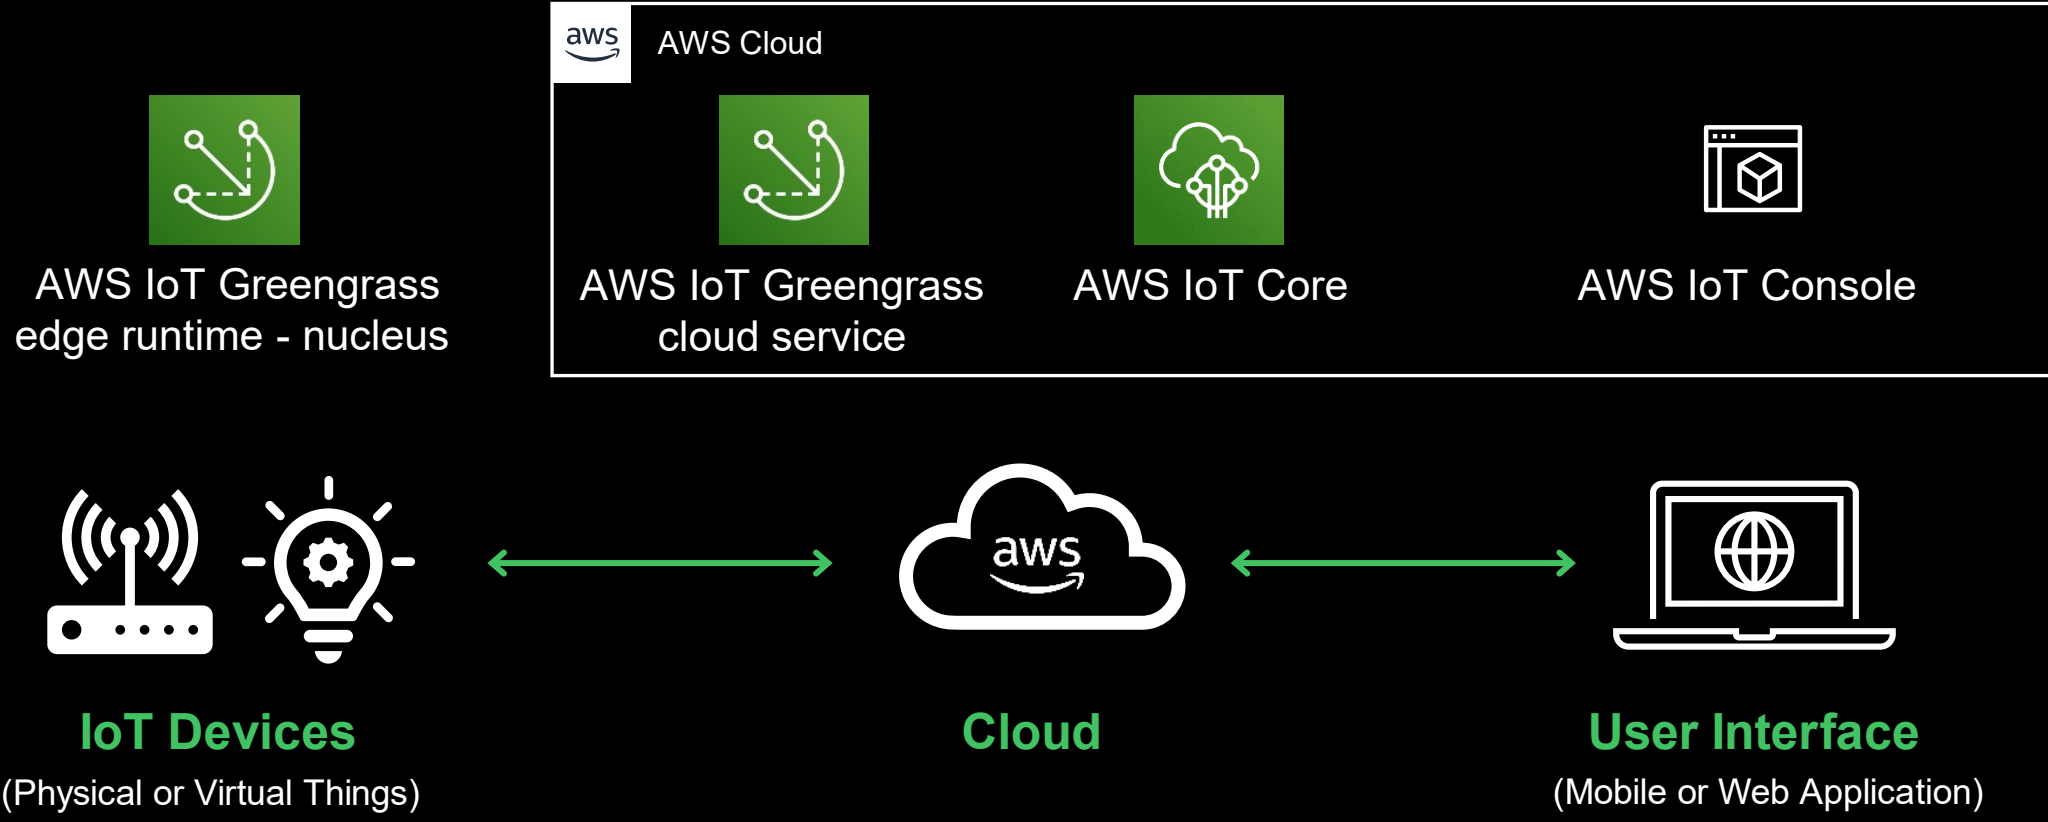 aws
AWS Cloud
AWS IoT Greengrass
edge runtime - nucleus
AWS IoT Greengrass
cloud service
AWS IoT Core
AWS IoT Console
aws
IoT Devices
(Physical or Virtual Things)
Cloud
User Interface
(Mobile or Web Application)